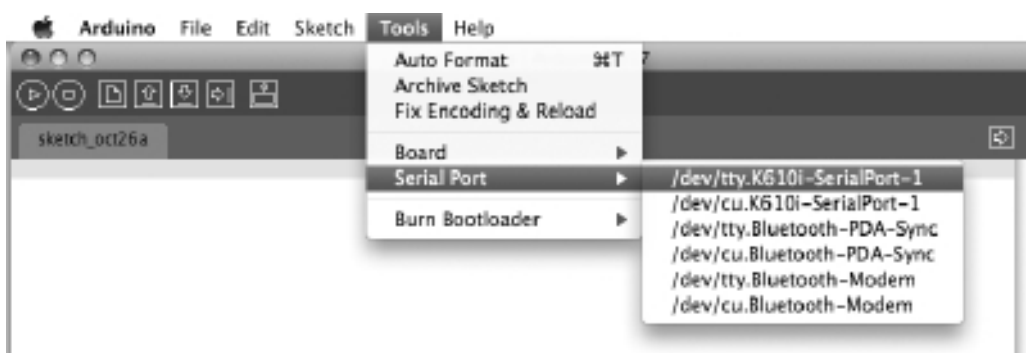 Arduino File Edit Sketch Tools Help
Auto Format ⌘T 7
Archive Sketch
Fix Encoding & Reload
sketch_oct26a
Board
Serial Port
Burn Bootloader
/dev/tty.K610i-SerialPort-1
/dev/cu.K610i-SerialPort-1
/dev/tty.Bluetooth-PDA-Sync
/dev/cu.Bluetooth-PDA-Sync
/dev/tty.Bluetooth-Modem
/dev/cu.Bluetooth-Modem